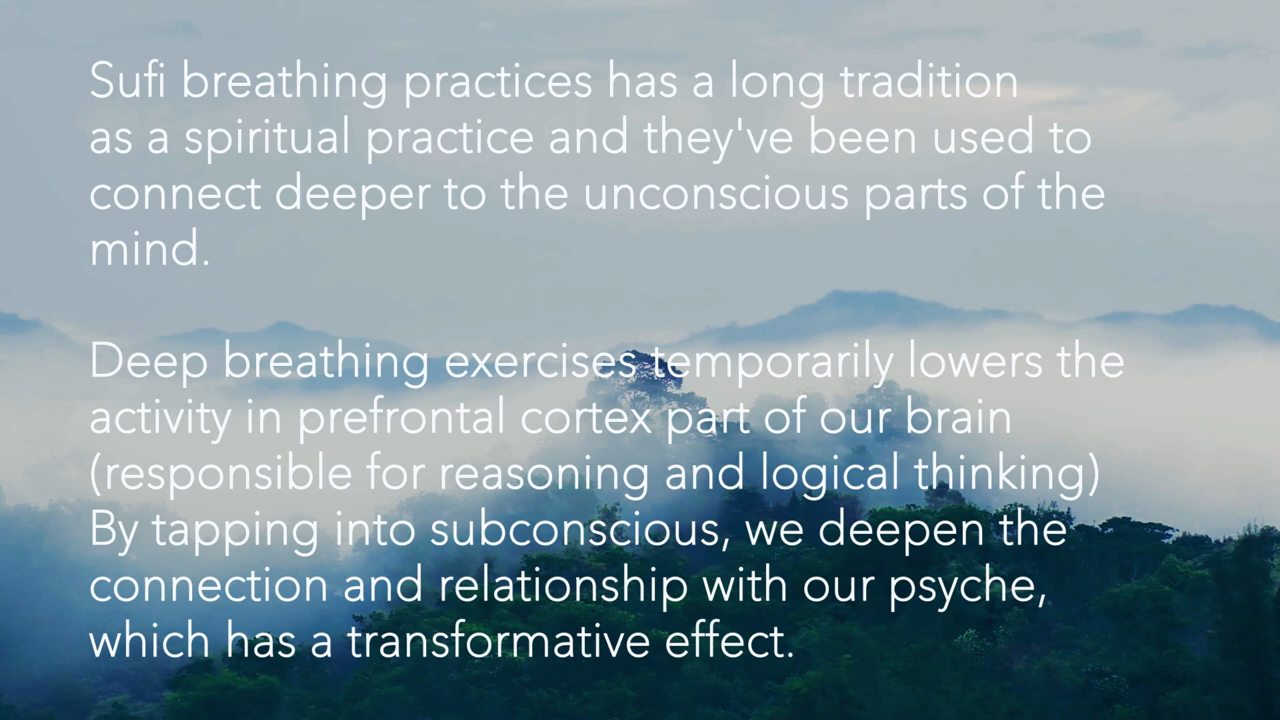 Sufi breathing practices has a long tradition
as a spiritual practice and they've been used to
connect deeper to the unconscious parts of the
mind.
Deep breathing exercises temporarily lowers the
activity in prefrontal cortex part of our brain
(responsible for reasoning and logical thinking)
By tapping into subconscious, we deepen the
connection and relationship with our psyche,
which has a transformative effect.